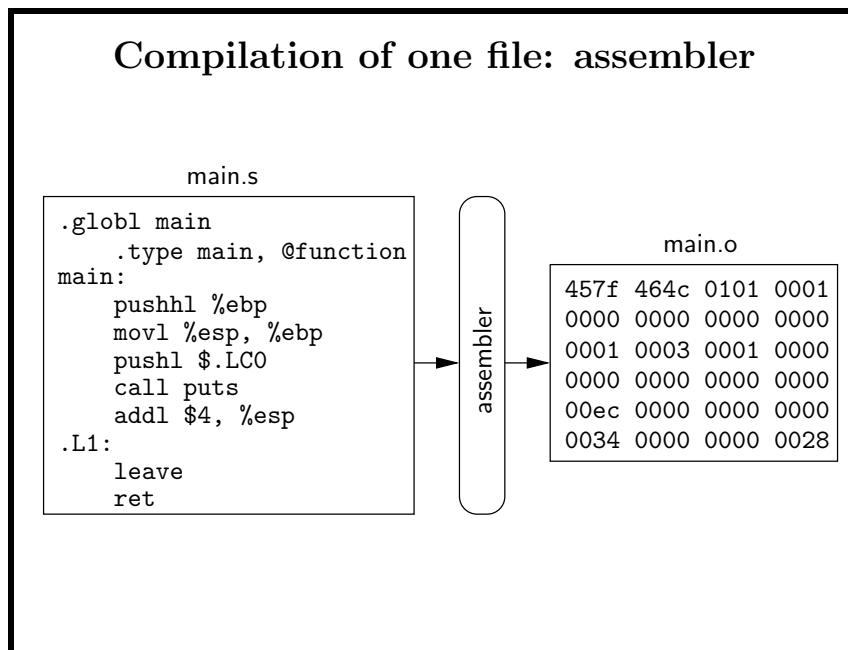 Compilation of one file: assembler
main.s
.globl main
.type main, @function
main:
pushhl %ebp
movl %esp, %ebp
pushl $.LC0
call puts
addl $4, %esp
.L1:
leave
ret
assembler
main.o
457f 464c 0101 0001
0000 0000 0000 0000
0001 0003 0001 0000
0000 0000 0000 0000
00ec 0000 0000 0000
0034 0000 0000 0028